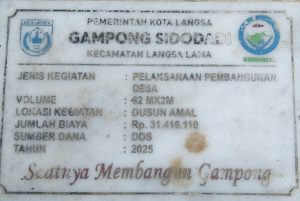 PEMERINTAH KOTA LANGSA
GAMPONG SIDODADI
KECAMATAN LANGSA LAMA
JENIS KEGIATAN : PELAKSANAAN PEMBANGUNAN
DESA
VOLUME : 62 MX2M
LOKASI KEGIATAN : DUSUN AMAL
JUMLAH BIAYA : Rp. 31.416.110
SUMBER DANA : DDS
TAHUN : 2025
Saatnya Membangun Gampong